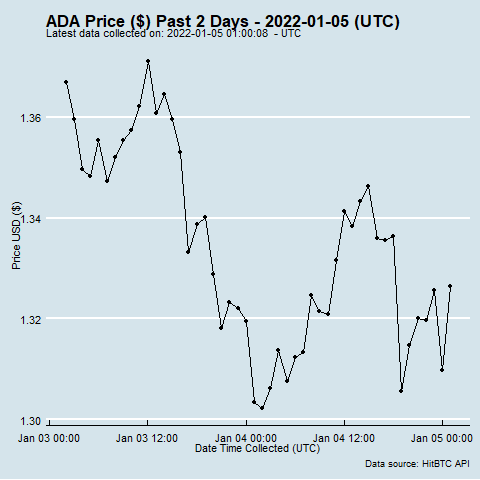 ADA Price ($) Past 2 Days - 2022-01-05 (UTC)
Latest data collected on: 2022-01-05 01:00:08  - UTC
Price USD ($)
1.36
1.34
1.32
1.30
Jan 03 00:00 Jan 03 12:00 Jan 04 00:00 Jan 04 12:00 Jan 05 00:00
Date Time Collected (UTC)
Data source: HitBTC API